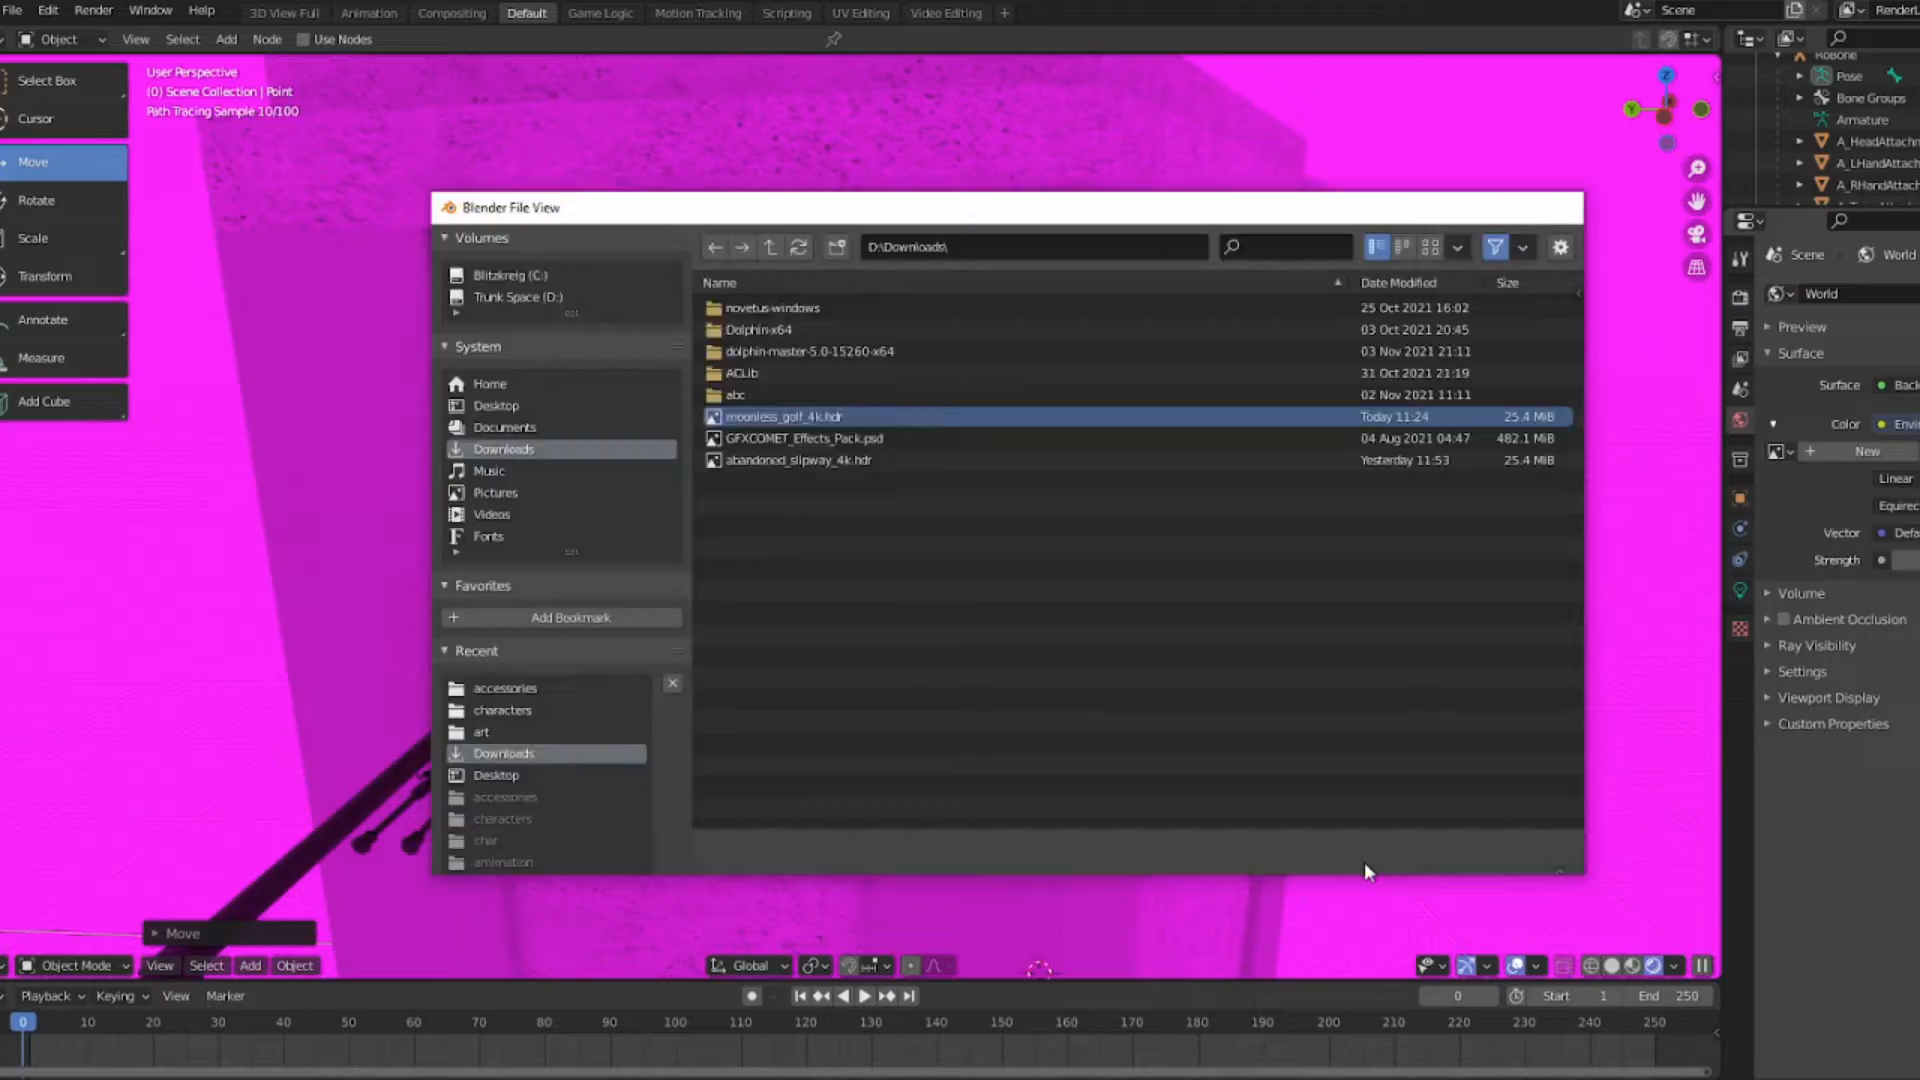 File Edit Render Window Help 3D View Full Animation Compositing Default Game Logic Motion Tracking Scripting UV Editing Video Editing + Scene RenderL
Object View Select Add Node Use Nodes
User Perspective
(0) Scene Collection | Point
Path Tracing Sample 10/100
Select Box
Cursor
Move
Rotate
Scale
Transform
Annotate
Measure
Add Cube
Blender File View
Volumes
Blitzkreig (C:)
Trunk Space (D:)
System
Home
Desktop
Documents
Downloads
Music
Pictures
Videos
Fonts
Favorites
Add Bookmark
Recent
accessories
characters
art
Downloads
Desktop
accessories
characters
char
amimation
D:\Downloads\
Name Date Modified Size
novetus-windows 25 Oct 2021 16:02
Dolphin-x64 03 Oct 2021 20:45
dolphin-master-5.0-15260-x64 03 Nov 2021 21:11
ACLib 31 Oct 2021 21:19
abc 02 Nov 2021 11:11
moonless_golf_4k.hdr Today 11:24 25.4 MiB
GFXCOMET_Effects_Pack.psd 04 Aug 2021 04:47 482.1 MiB
abandoned_slipway_4k.hdr Yesterday 11:53 25.4 MiB
Z
Y
RoBone
Pose
Bone Groups
Armature
A_HeadAttachm
A_LHandAttach
A_RHandAttach
Scene World
World
Preview
Surface
Surface Back
Color Envir
New
Linear
Equirec
Vector Defa
Strength
Volume
Ambient Occlusion
Ray Visibility
Settings
Viewport Display
Custom Properties
Move
Object Mode View Select Add Object Global
Playback Keying View Marker 0 Start 1 End 250
0 10 20 30 40 50 60 70 80 90 100 110 120 130 140 150 160 170 180 190 200 210 220 230 240 250